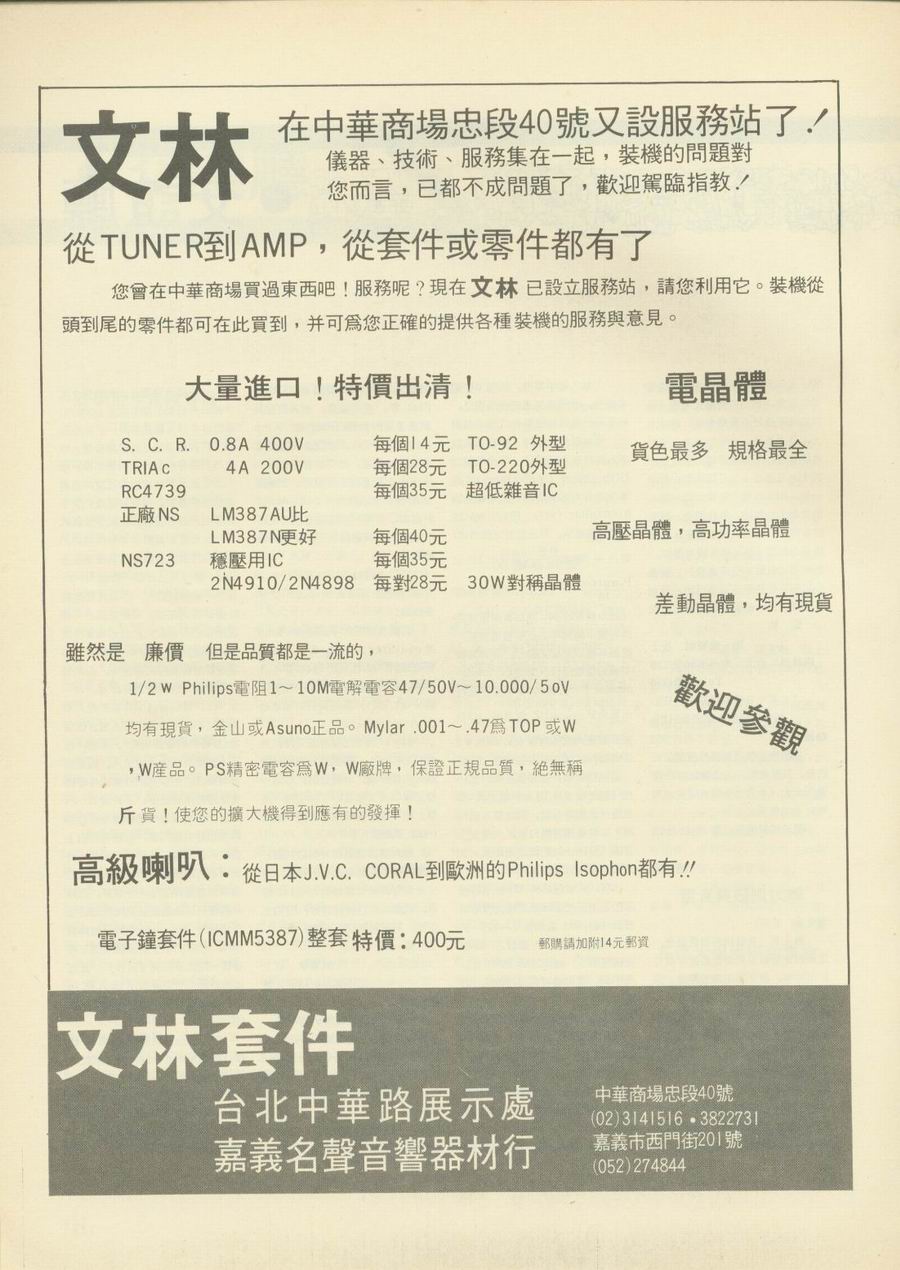 文林 在中華商場忠段40號又設服務站了！
儀器、技術、服務集在一起，裝機的問題對
您而言，已都不成問題了，歡迎駕臨指教！
從TUNER到AMP，從套件或零件都有了
您曾在中華商場買過東西吧！服務呢？現在文林已設立服務站，請您利用它。裝機從
頭到尾的零件都可在此買到，并可爲您正確的提供各種裝機的服務與意見。
大量進口！特價出清！
S. C. R. 0.8A 400V 每個14元 TO-92 外型
TRIAc 4A 200V 每個28元 TO-220外型
RC4739 每個35元 超低雜音IC
正廠NS LM387AU比
LM387N更好 每個40元
NS723 穩壓用IC 每個35元
2N4910/2N4898 每對28元 30W對稱晶體
電晶體
貨色最多 規格最全
高壓晶體，高功率晶體
差動晶體，均有現貨
雖然是 廉價 但是品質都是一流的，
1/2W Philips電阻1～10M電解電容47/50V～10.000/50V
均有現貨，金山或Asuno正品。Mylar .001～.47爲TOP或W
，W産品。PS精密電容爲W，W廠牌，保證正規品質，絕無稱
斤貨！使您的擴大機得到應有的發揮！
歡迎參觀
高級喇叭：從日本J.V.C. CORAL到歐洲的Philips Isophon都有!!
電子鐘套件(ICMM5387)整套特價：400元 郵購請加附14元郵資
文林套件
台北中華路展示處
嘉義名聲音響器材行
中華商場忠段40號
(02)3141516・3822731
嘉義市西門街201號
(052)274844